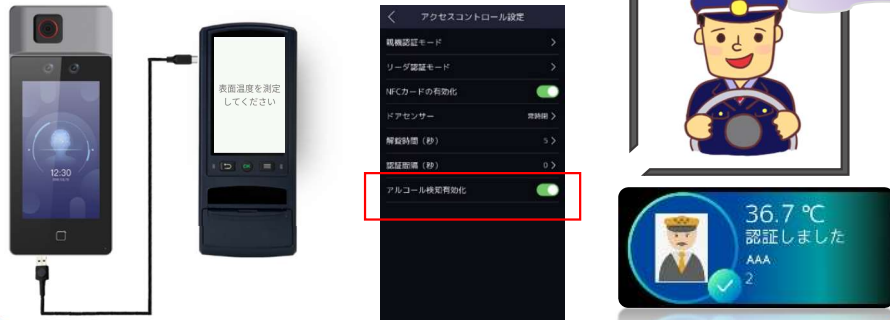 12:30
表面温度を測定
してください
OK
アクセスコントロール設定
親機認証モード
リーダ認証モード
NFCカードの有効化
ドアセンサー
常時開
解錠時間（秒）
5
認証間隔（秒）
0
アルコール検知有効化
36.7 ℃
認証しました
AAA
2